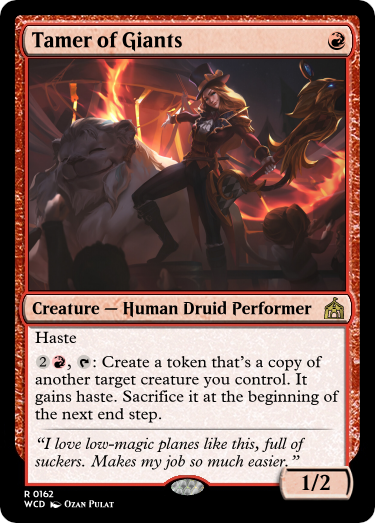 Tamer of Giants
Creature — Human Druid Performer
Haste
2, : Create a token that's a copy of
another target creature you control. It
gains haste. Sacrifice it at the beginning of
the next end step.
“I love low-magic planes like this, full of
suckers. Makes my job so much easier.”
1/2
R 0162
WCD Ozan Pulat